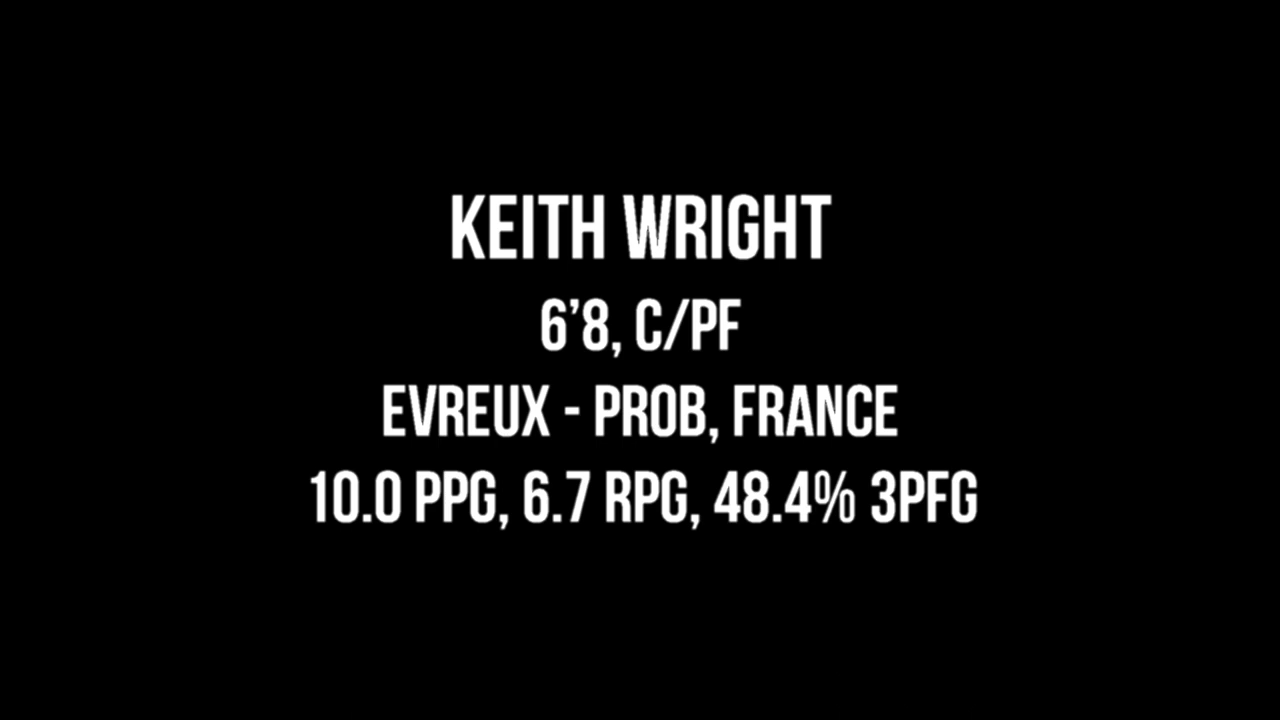 KEITH WRIGHT
6’8, C/PF
EVREUX - PROB, FRANCE
10.0 PPG, 6.7 RPG, 48.4% 3PFG